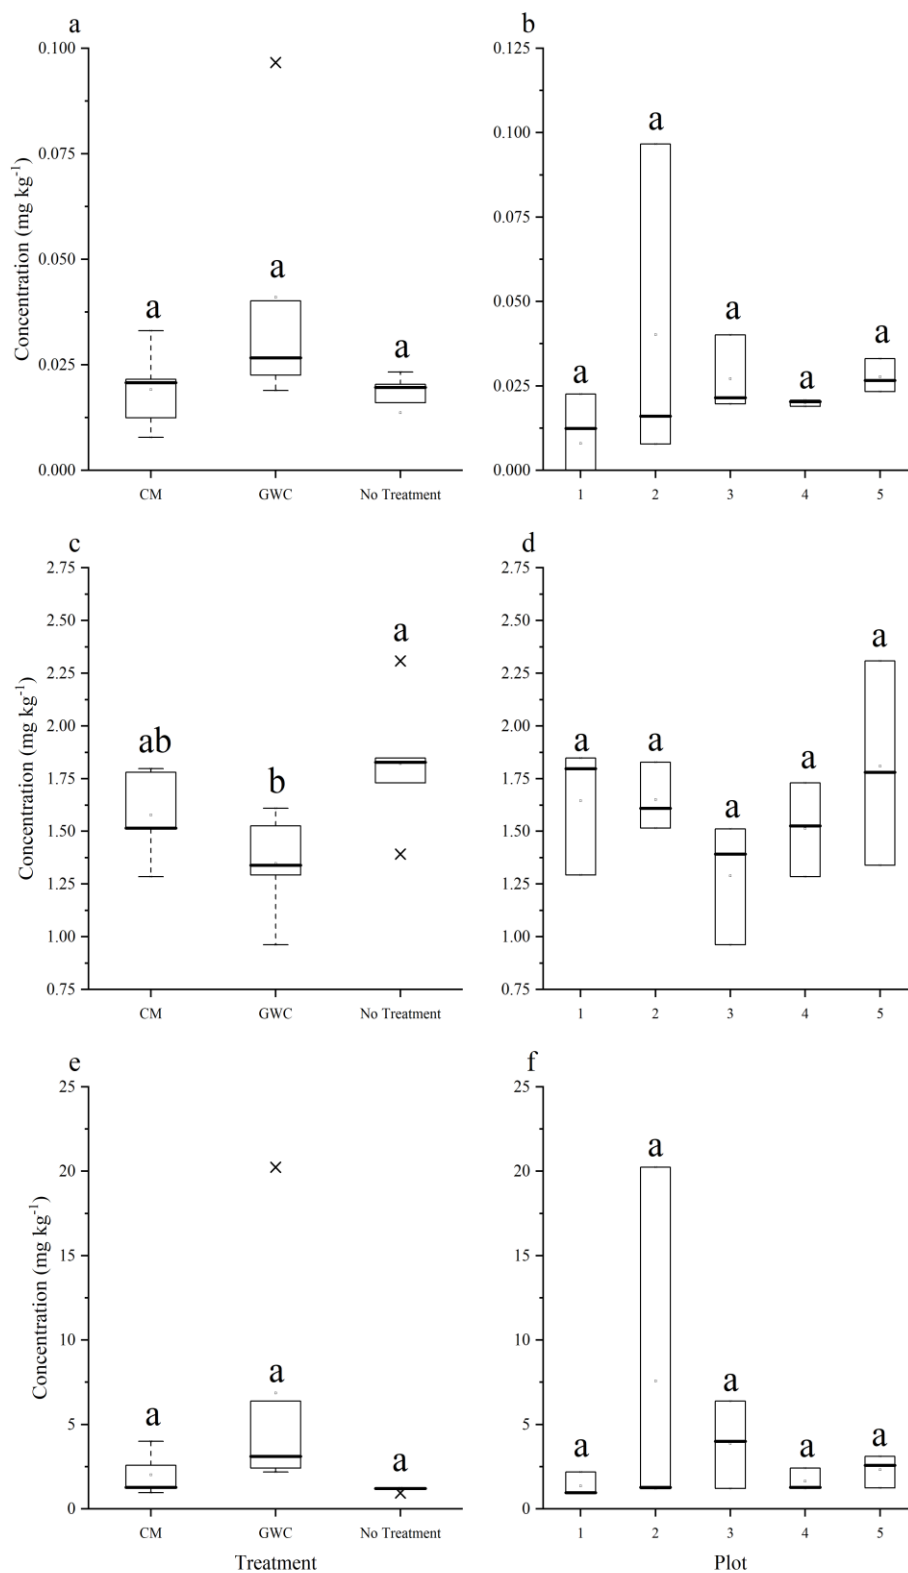 a
0.100
0.075
0.050
0.025
0.000
Concentration (mg kg⁻¹)
a
a
a
CM
GWC
No Treatment
b
0.125
0.100
0.075
0.050
0.025
0.000
a
a
a
a
a
1
2
3
4
5
c
2.75
2.50
2.25
2.00
1.75
1.50
1.25
1.00
0.75
Concentration (mg kg⁻¹)
ab
b
a
CM
GWC
No Treatment
d
2.75
2.50
2.25
2.00
1.75
1.50
1.25
1.00
0.75
a
a
a
a
a
1
2
3
4
5
e
25
20
15
10
5
0
Concentration (mg kg⁻¹)
a
a
a
CM
GWC
No Treatment
Treatment
f
25
20
15
10
5
0
a
a
a
a
a
1
2
3
4
5
Plot